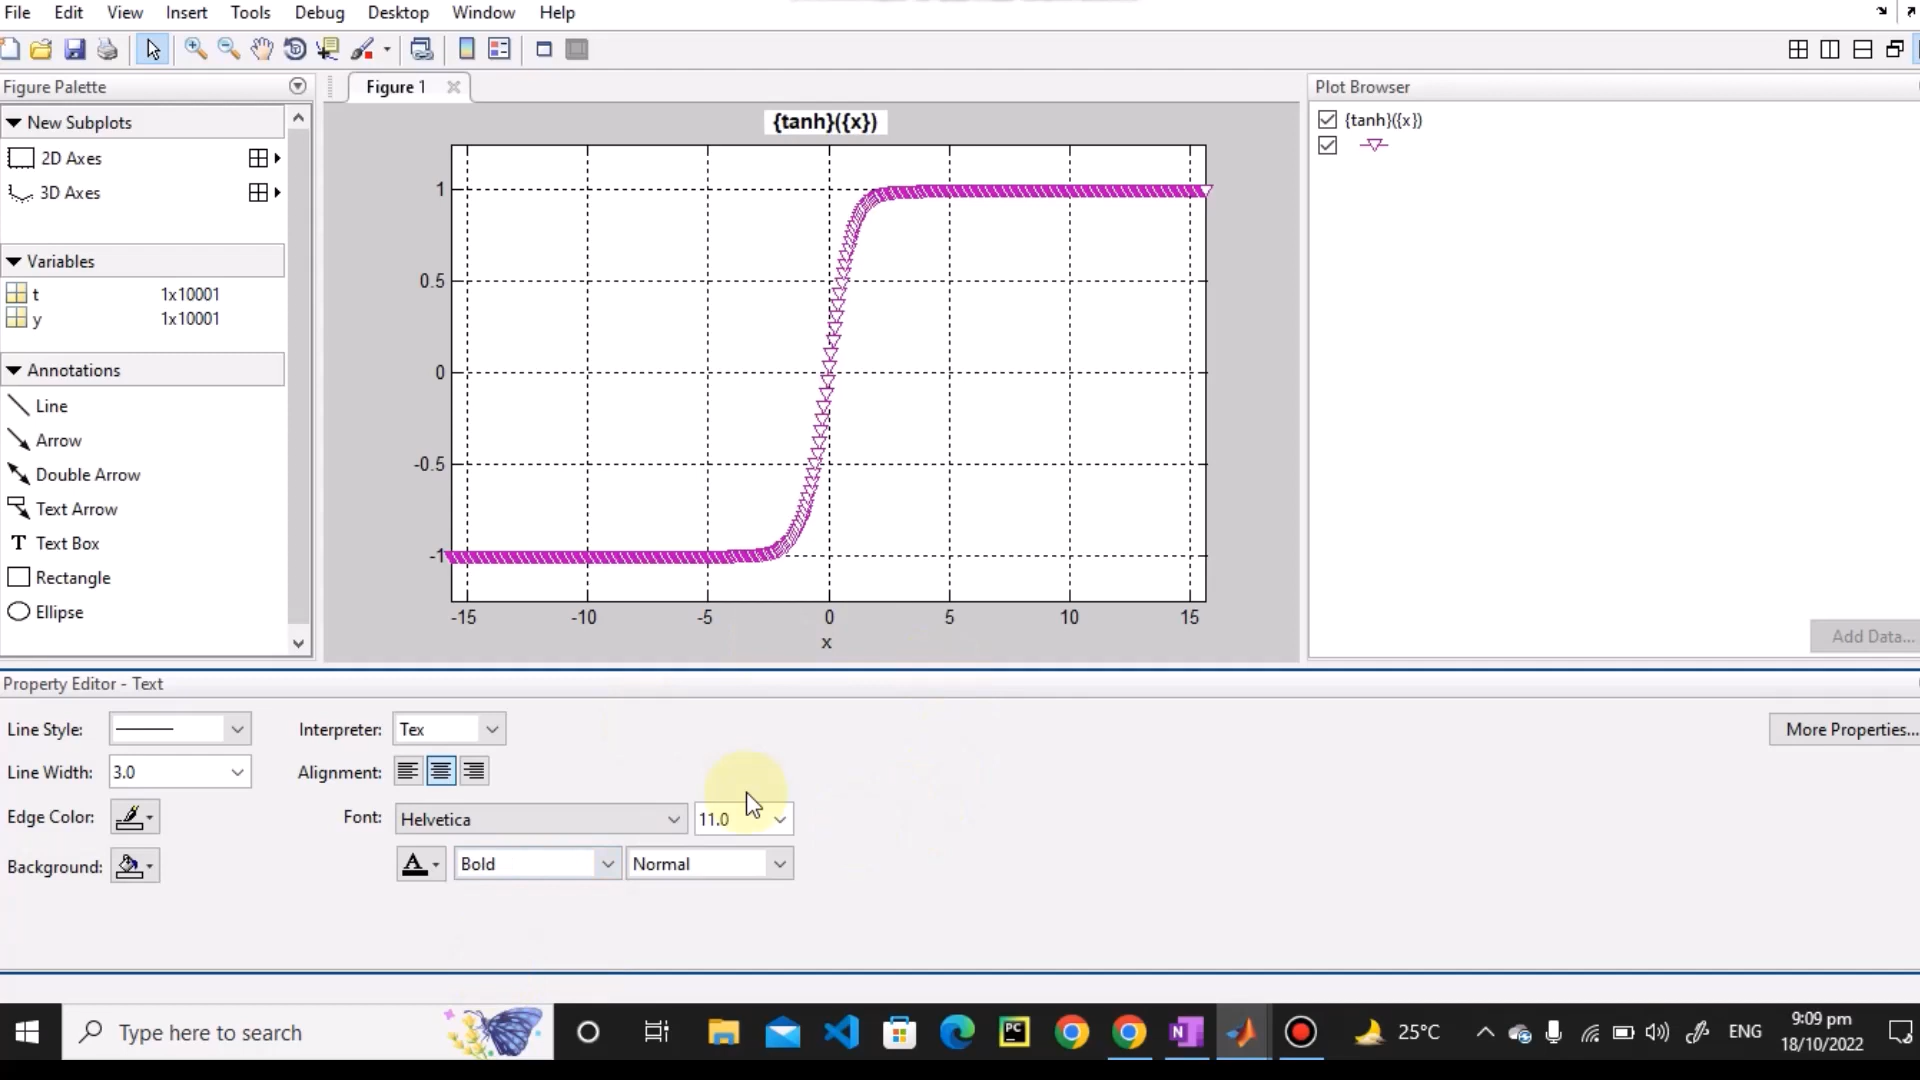 File Edit View Insert Tools Debug Desktop Window Help
Figure Palette
Figure 1
Plot Browser
New Subplots
{tanh}({x})
{tanh}({x})
2D Axes
3D Axes
Variables
t 1x10001
y 1x10001
Annotations
Line
Arrow
Double Arrow
Text Arrow
T Text Box
Rectangle
Ellipse
1
0.5
0
-0.5
-1
-15 -10 -5 0 5 10 15
x
Add Data...
Property Editor - Text
Line Style:
Interpreter: Tex
More Properties...
Line Width: 3.0
Alignment:
Edge Color:
Font: Helvetica 11.0
Background:
A Bold Normal
Type here to search
PC
N
25°C
ENG
9:09 pm
18/10/2022